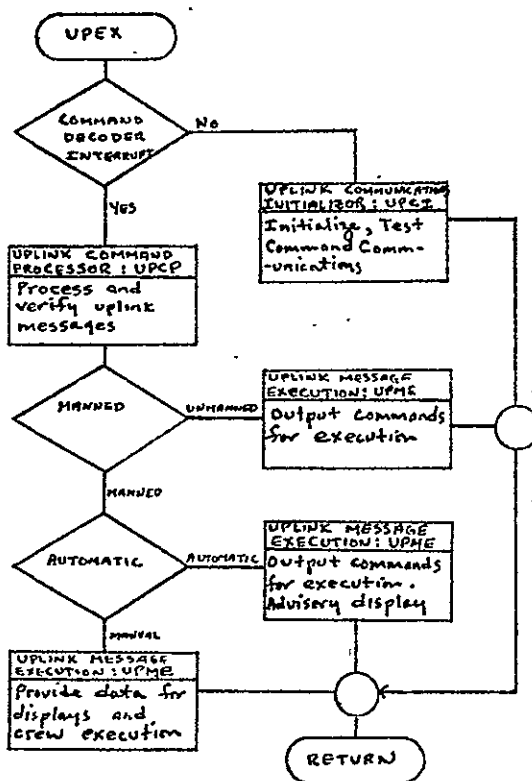 UPEX
COMMAND
DECODER
INTERRUPT
NO
YES
UPLINK COMMUNICATION
INITIALIZOR: UPCI
Initialize, Test
Command Comm-
-unications
UPLINK COMMAND
PROCESSOR: UPCP
Process and
verify uplink
messages
MANNED
UNMANNED
UPLINK MESSAGE
EXECUTION: UPME
Output commands
for execution
MANNED
AUTOMATIC
AUTOMATIC
UPLINK MESSAGE
EXECUTION: UPME
Output commands
for execution.
Advisory display
MANUAL
UPLINK MESSAGE
EXECUTION: UPME
Provide data for
displays and
crew execution
RETURN